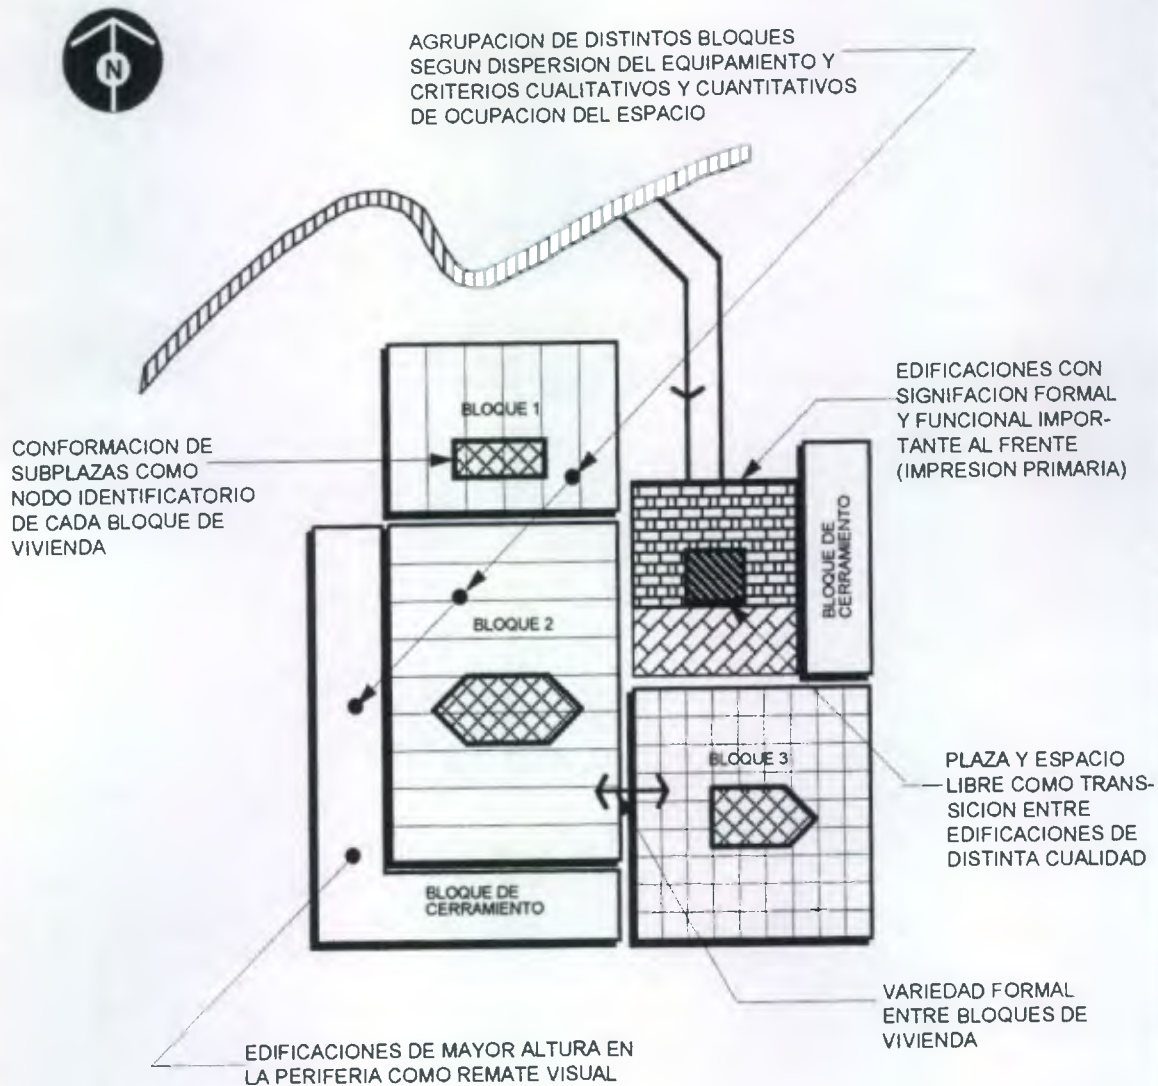 N
AGRUPACION DE DISTINTOS BLOQUES
SEGUN DISPERSION DEL EQUIPAMIENTO Y
CRITERIOS CUALITATIVOS Y CUANTITATIVOS
DE OCUPACION DEL ESPACIO
EDIFICACIONES CON
SIGNIFACION FORMAL
Y FUNCIONAL IMPOR-
TANTE AL FRENTE
(IMPRESION PRIMARIA)
BLOQUE 1
CONFORMACION DE
SUBPLAZAS COMO
NODO IDENTIFICATORIO
DE CADA BLOQUE DE
VIVIENDA
BLOQUE DE
CERRAMIENTO
BLOQUE 2
BLOQUE 3
PLAZA Y ESPACIO
LIBRE COMO TRANS-
SICION ENTRE
EDIFICACIONES DE
DISTINTA CUALIDAD
BLOQUE DE
CERRAMIENTO
VARIEDAD FORMAL
ENTRE BLOQUES DE
VIVIENDA
EDIFICACIONES DE MAYOR ALTURA EN
LA PERIFERIA COMO REMATE VISUAL